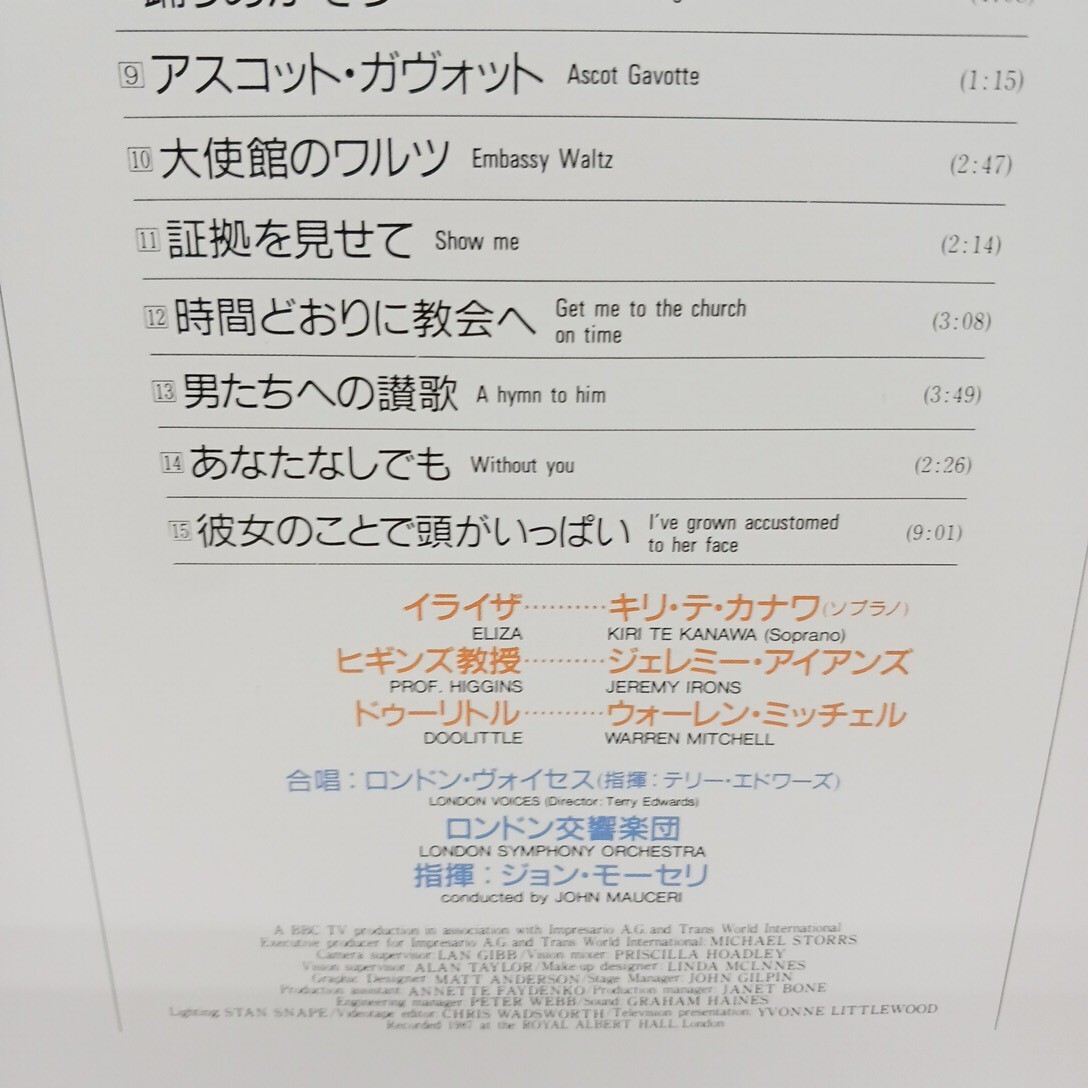 9 アスコット・ガヴォット Ascot Gavotte (1:15)
10 大使館のワルツ Embassy Waltz (2:47)
11 証拠を見せて Show me (2:14)
12 時間どおりに教会へ Get me to the church on time (3:08)
13 男たちへの讃歌 A hymn to him (3:49)
14 あなたなしでも Without you (2:26)
15 彼女のことで頭がいっぱい I've grown accustomed to her face (9:01)
イライザ··········キリ・テ・カナワ(ソプラノ)
ELIZA KIRI TE KANAWA (Soprano)
ヒギンズ教授··········ジェレミー・アイアンズ
PROF. HIGGINS JEREMY IRONS
ドゥーリトル··········ウォーレン・ミッチェル
DOOLITTLE WARREN MITCHELL
合唱：ロンドン・ヴォイセス(指揮：テリー・エドワーズ)
LONDON VOICES (Director: Terry Edwards)
ロンドン交響楽団
LONDON SYMPHONY ORCHESTRA
指揮：ジョン・モーセリ
conducted by JOHN MAUCERI
A BBC TV production in association with Impresario A.G. and Trans World International
Executive producer for Impresario A.G. and Trans World International: MICHAEL STORRS
Camera supervisor: LAN GIBB/Vision mixer: PRISCILLA HOADLEY
Vision supervisor: ALAN TAYLOR/Make-up designer: LINDA MCLNNES
Graphic Designer: MATT ANDERSON/Stage Manager: JOHN GILPIN
Production assistant: ANNETTE FAYDENKO/Production manager: JANET BONE
Engineering manager: PETER WEBB/Sound: GRAHAM HAINES
Lighting: STAN SNAPE/Videotape editor: CHRIS WADSWORTH/Television presentation: YVONNE LITTLEWOOD
Recorded 1987 at the ROYAL ALBERT HALL, London